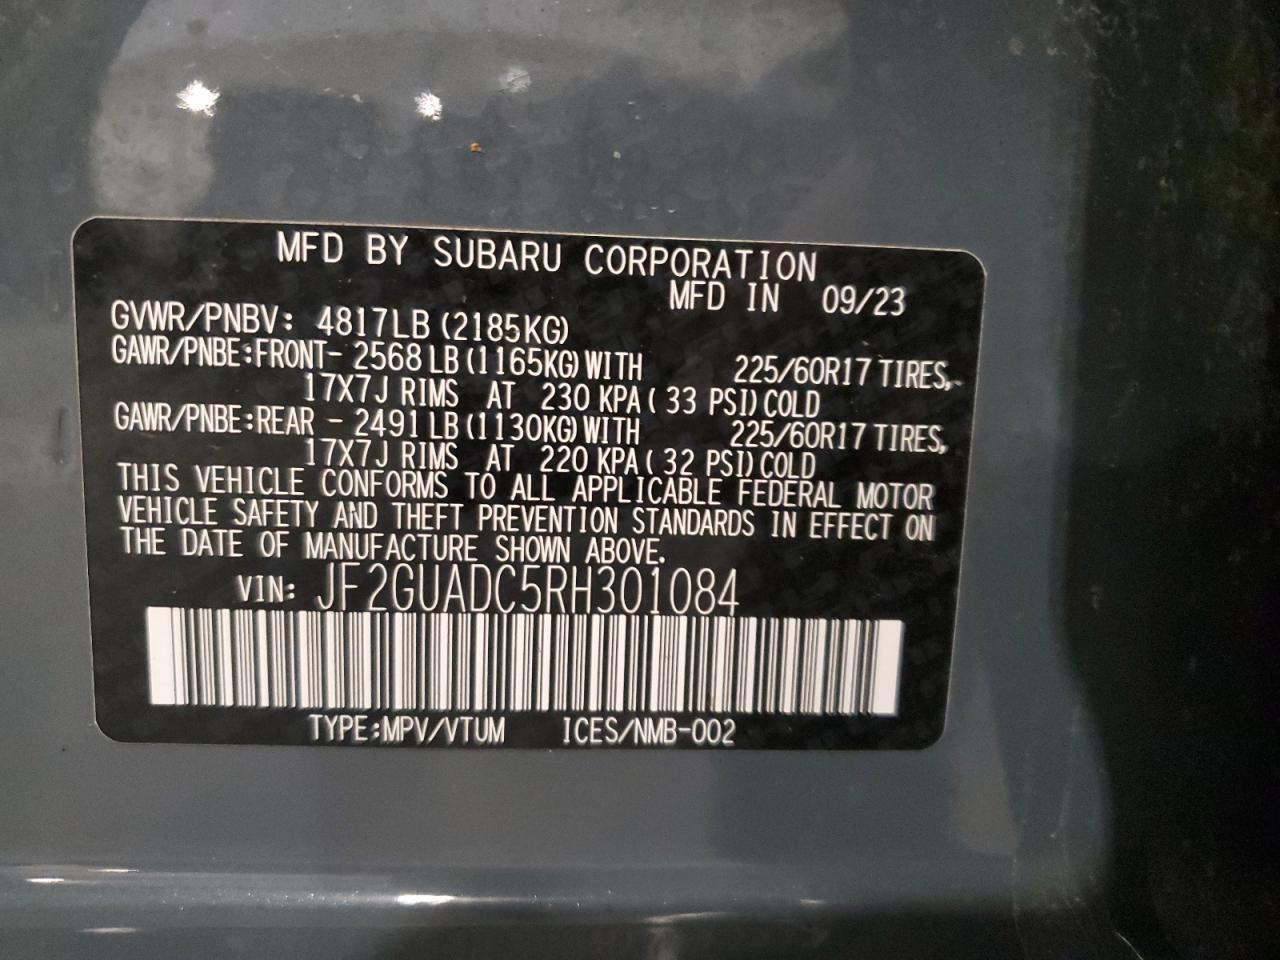 MFD BY SUBARU CORPORATION
MFD IN 09/23
GVWR/PNBV: 4817LB (2185KG)
GAWR/PNBE:FRONT- 2568 LB (1165KG) WITH 225/60R17 TIRES,
17X7J RIMS AT 230 KPA ( 33 PSI) COLD
GAWR/PNBE:REAR - 2491 LB (1130KG) WITH 225/60R17 TIRES,
17X7J RIMS AT 220 KPA ( 32 PSI) COLD
THIS VEHICLE CONFORMS TO ALL APPLICABLE FEDERAL MOTOR
VEHICLE SAFETY AND THEFT PREVENTION STANDARDS IN EFFECT ON
THE DATE OF MANUFACTURE SHOWN ABOVE.
VIN: JF2GUADC5RH301084
TYPE:MPV/VTUM ICES/NMB-002